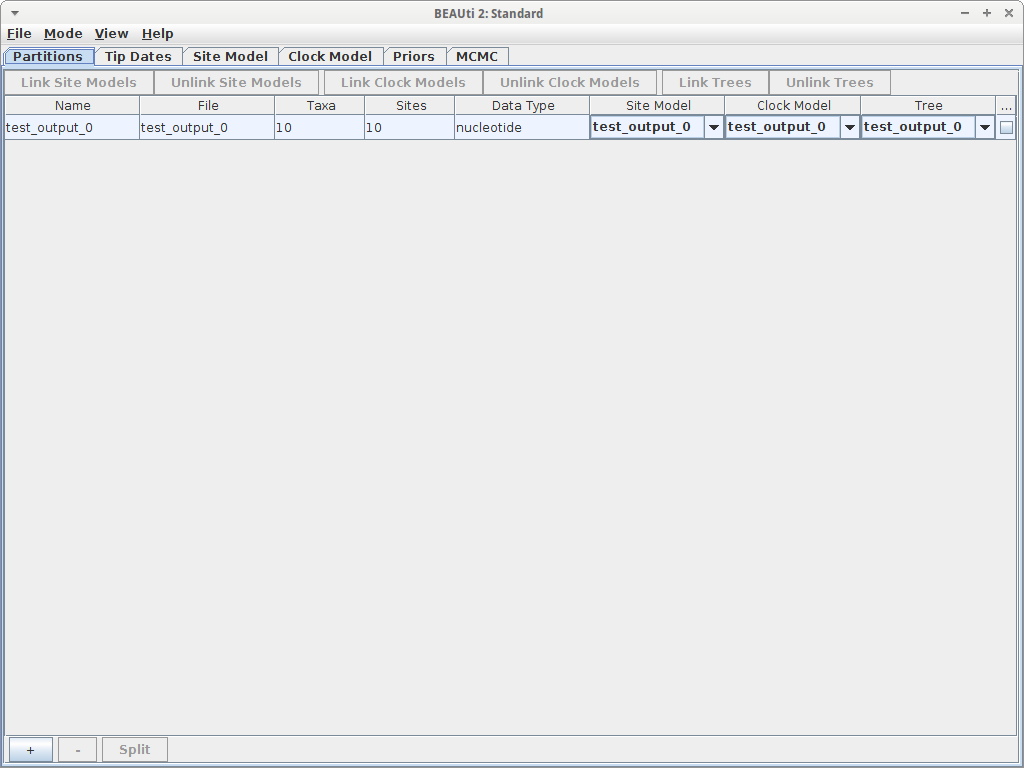 BEAUti 2: Standard
File Mode View Help
Partitions Tip Dates Site Model Clock Model Priors MCMC
Link Site Models Unlink Site Models Link Clock Models Unlink Clock Models Link Trees Unlink Trees
Name File Taxa Sites Data Type Site Model Clock Model Tree ...
test_output_0 test_output_0 10 10 nucleotide test_output_0 test_output_0 test_output_0
+ - Split